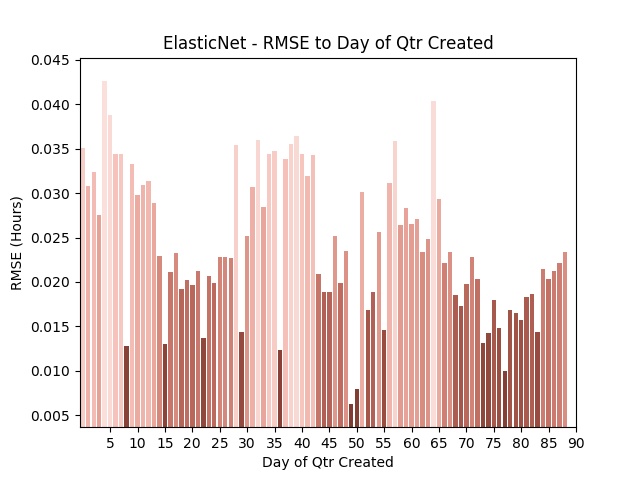 ElasticNet - RMSE to Day of Qtr Created
0.045
0.040
0.035
0.030
0.025
0.020
0.015
0.010
0.005
RMSE (Hours)
5 10 15 20 25 30 35 40 45 50 55 60 65 70 75 80 85 90
Day of Qtr Created